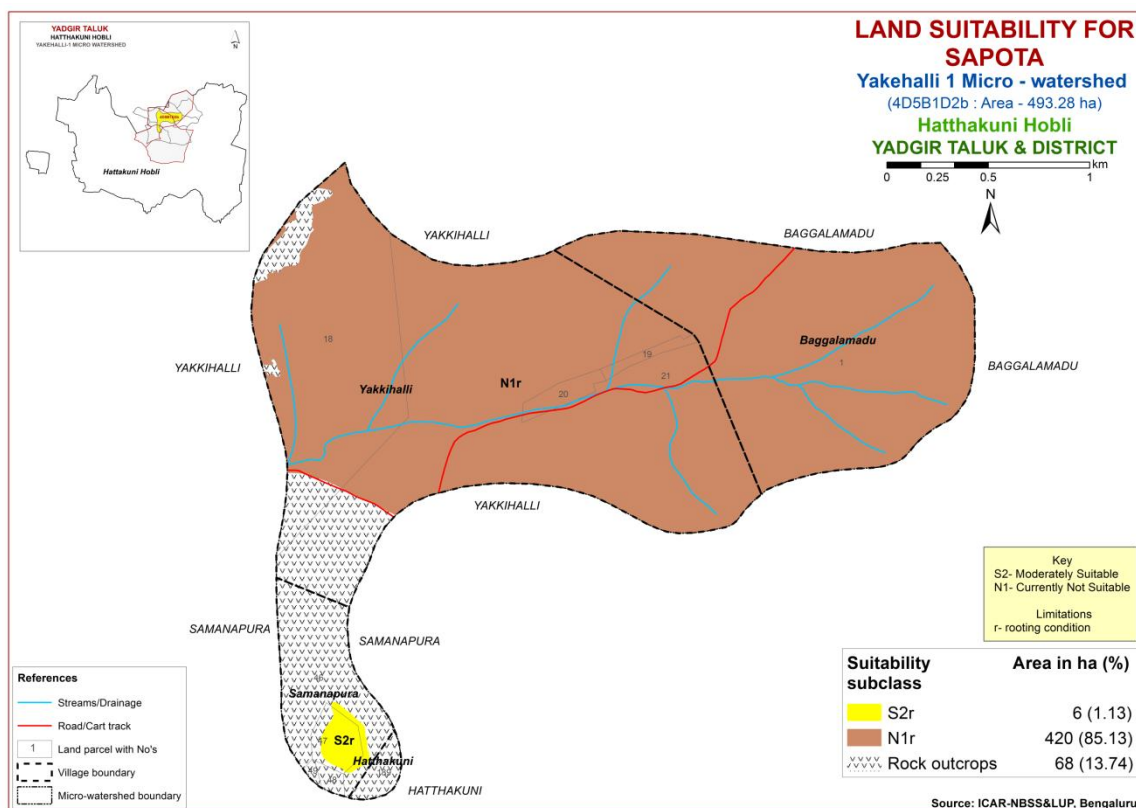 YADGIR TALUK
HATTHAKUNI HOBLI
YAKEHALLI-1 MICRO WATERSHED
N
Hattakuni Hobli
LAND SUITABILITY FOR
SAPOTA
Yakehalli 1 Micro - watershed
(4D5B1D2b : Area - 493.28 ha)
Hatthakuni Hobli
YADGIR TALUK & DISTRICT
km
0 0.25 0.5 1
N
YAKKIHALLI
BAGGALAMADU
18
19
Baggalamadu
YAKKIHALLI
21
1
BAGGALAMADU
Yakkihalli
N1r
20
YAKKIHALLI
SAMANAPURA
SAMANAPURA
Samanapura
S2r
Hatthakuni
HATTHAKUNI
Key
S2- Moderately Suitable
N1- Currently Not Suitable
Limitations
r- rooting condition
Suitability subclass Area in ha (%)
S2r 6 (1.13)
N1r 420 (85.13)
Rock outcrops 68 (13.74)
References
Streams/Drainage
Road/Cart track
1 Land parcel with No's
Village boundary
Micro-watershed boundary
Source: ICAR-NBSS&LUP, Bengaluru